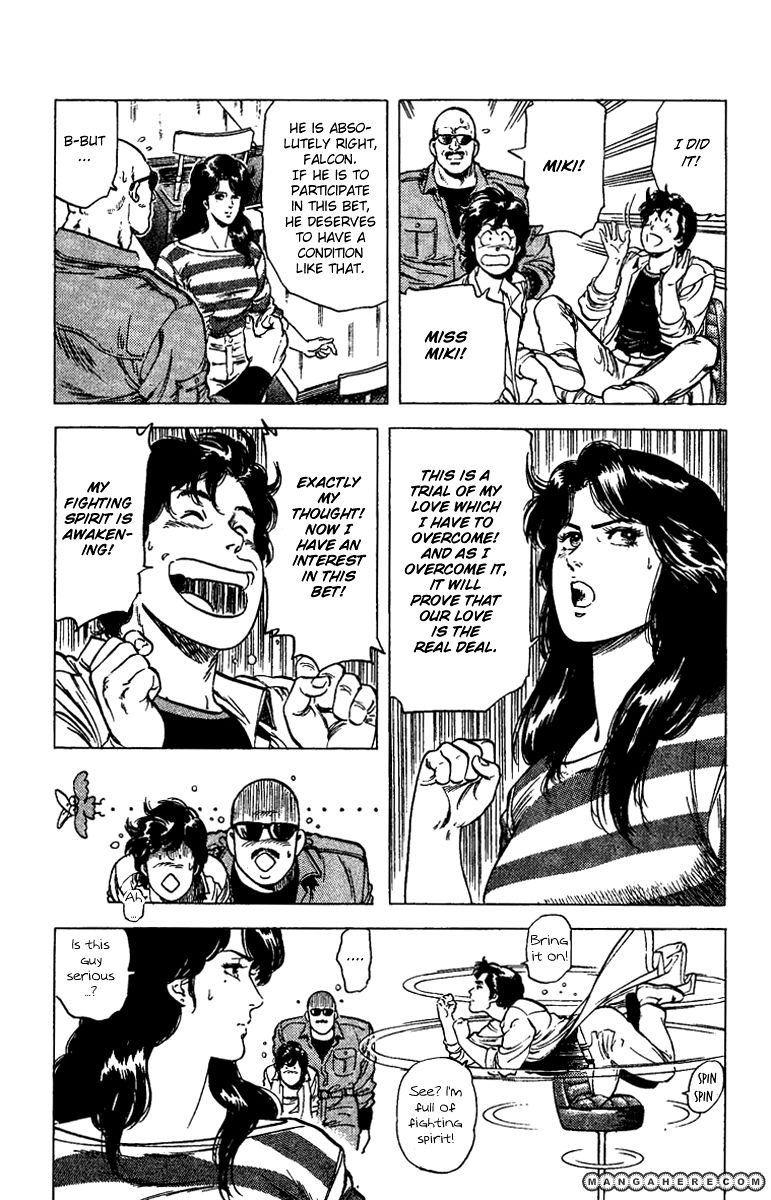 I DID
IT!
MIKI!
MISS
MIKI!
HE IS ABSO-
LUTELY RIGHT,
FALCON.
IF HE IS TO
PARTICIPATE
IN THIS BET,
HE DESERVES
TO HAVE A
CONDITION
LIKE THAT.
B-BUT
...
THIS IS A
TRIAL OF MY
LOVE WHICH
I HAVE TO
OVERCOME!
AND AS I
OVERCOME IT,
IT WILL
PROVE THAT
OUR LOVE
IS THE
REAL DEAL.
EXACTLY
MY
THOUGHT!
NOW I
HAVE AN
INTEREST
IN THIS
BET!
MY
FIGHTING
SPIRIT IS
AWAKEN-
ING!
Ah
...
Bring
it on!
SPIN
SPIN
See? I'm
full of
fighting
spirit!
.....
Is this
guy
serious
...?
MANGAHERE.COM